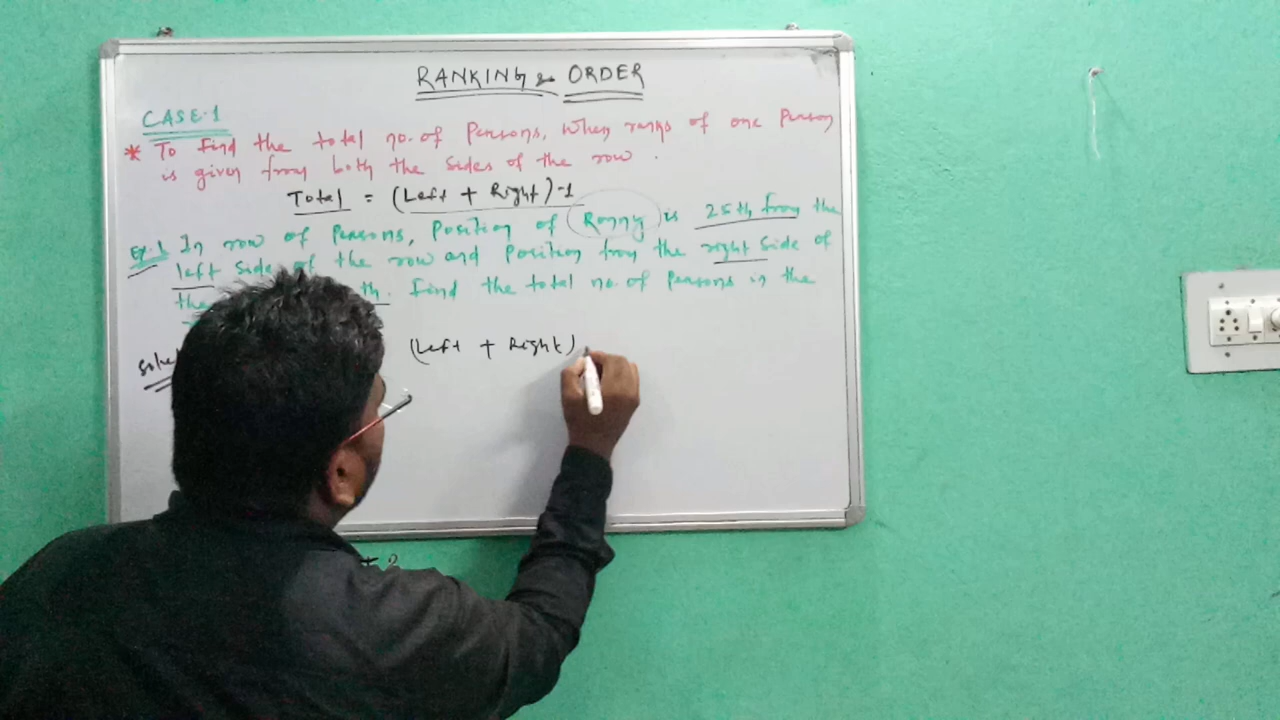 RANKING & ORDER
CASE-1
* To find the total no. of Persons, when ranks of one Person
is given from both the sides of the row.
Total = (Left + Right)-1
Ex-1 In row of Persons, Position of Ronny is 25th from the
left side of the row and Position from the right side of
the th. Find the total no. of Persons in the
(Left + Right)